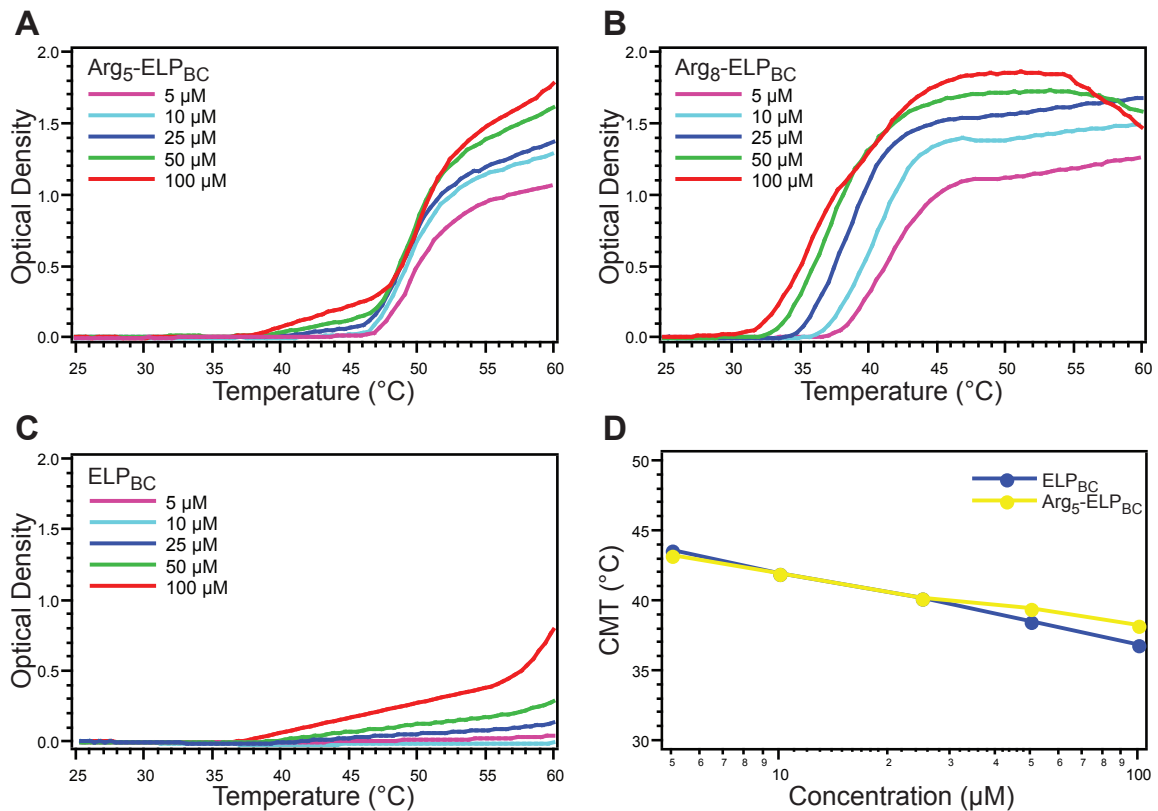 A
Arg5-ELPBC
5 µM
10 µM
25 µM
50 µM
100 µM
2.0
1.5
1.0
0.5
0.0
Optical Density
25 30 35 40 45 50 55 60
Temperature (°C)
B
Arg8-ELPBC
5 µM
10 µM
25 µM
50 µM
100 µM
2.0
1.5
1.0
0.5
0.0
Optical Density
25 30 35 40 45 50 55 60
Temperature (°C)
C
ELPBC
5 µM
10 µM
25 µM
50 µM
100 µM
2.0
1.5
1.0
0.5
0.0
Optical Density
25 30 35 40 45 50 55 60
Temperature (°C)
D
ELPBC
Arg5-ELPBC
50
45
40
35
30
CMT (°C)
5 6 7 8 9 10 2 3 4 5 6 7 8 9 100
Concentration (µM)